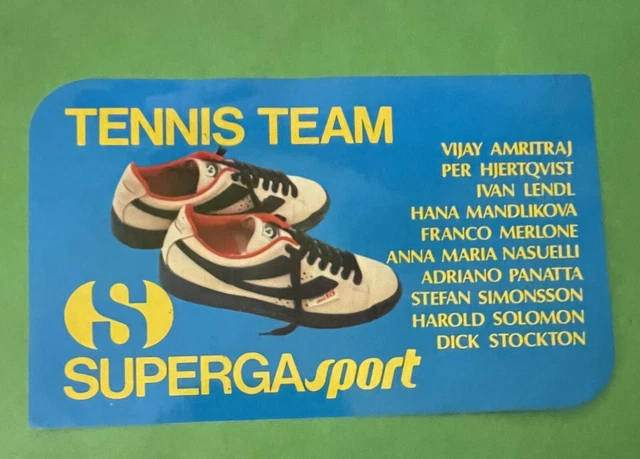 TENNIS TEAM
VIJAY AMRITRAJ
PER HJERTQVIST
IVAN LENDL
HANA MANDLIKOVA
FRANCO MERLONE
ANNA MARIA NASUELLI
ADRIANO PANATTA
STEFAN SIMONSSON
HAROLD SOLOMON
DICK STOCKTON
S
SUPERGAsport